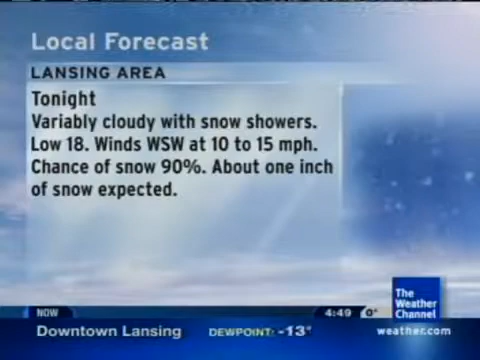 Local Forecast
LANSING AREA
Tonight
Variably cloudy with snow showers.
Low 18. Winds WSW at 10 to 15 mph.
Chance of snow 90%. About one inch
of snow expected.
NOW
4:49 0°
The
Weather
Channel
Downtown Lansing DEWPOINT: -13°
weather.com